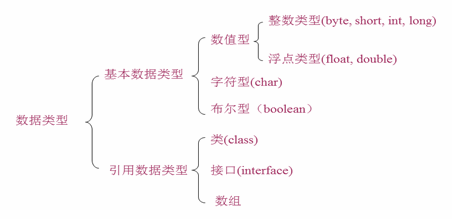 整数类型(byte, short, int, long)
数值型
浮点类型(float, double)
基本数据类型
字符型(char)
布尔型（boolean）
数据类型
类(class)
引用数据类型
接口(interface)
数组